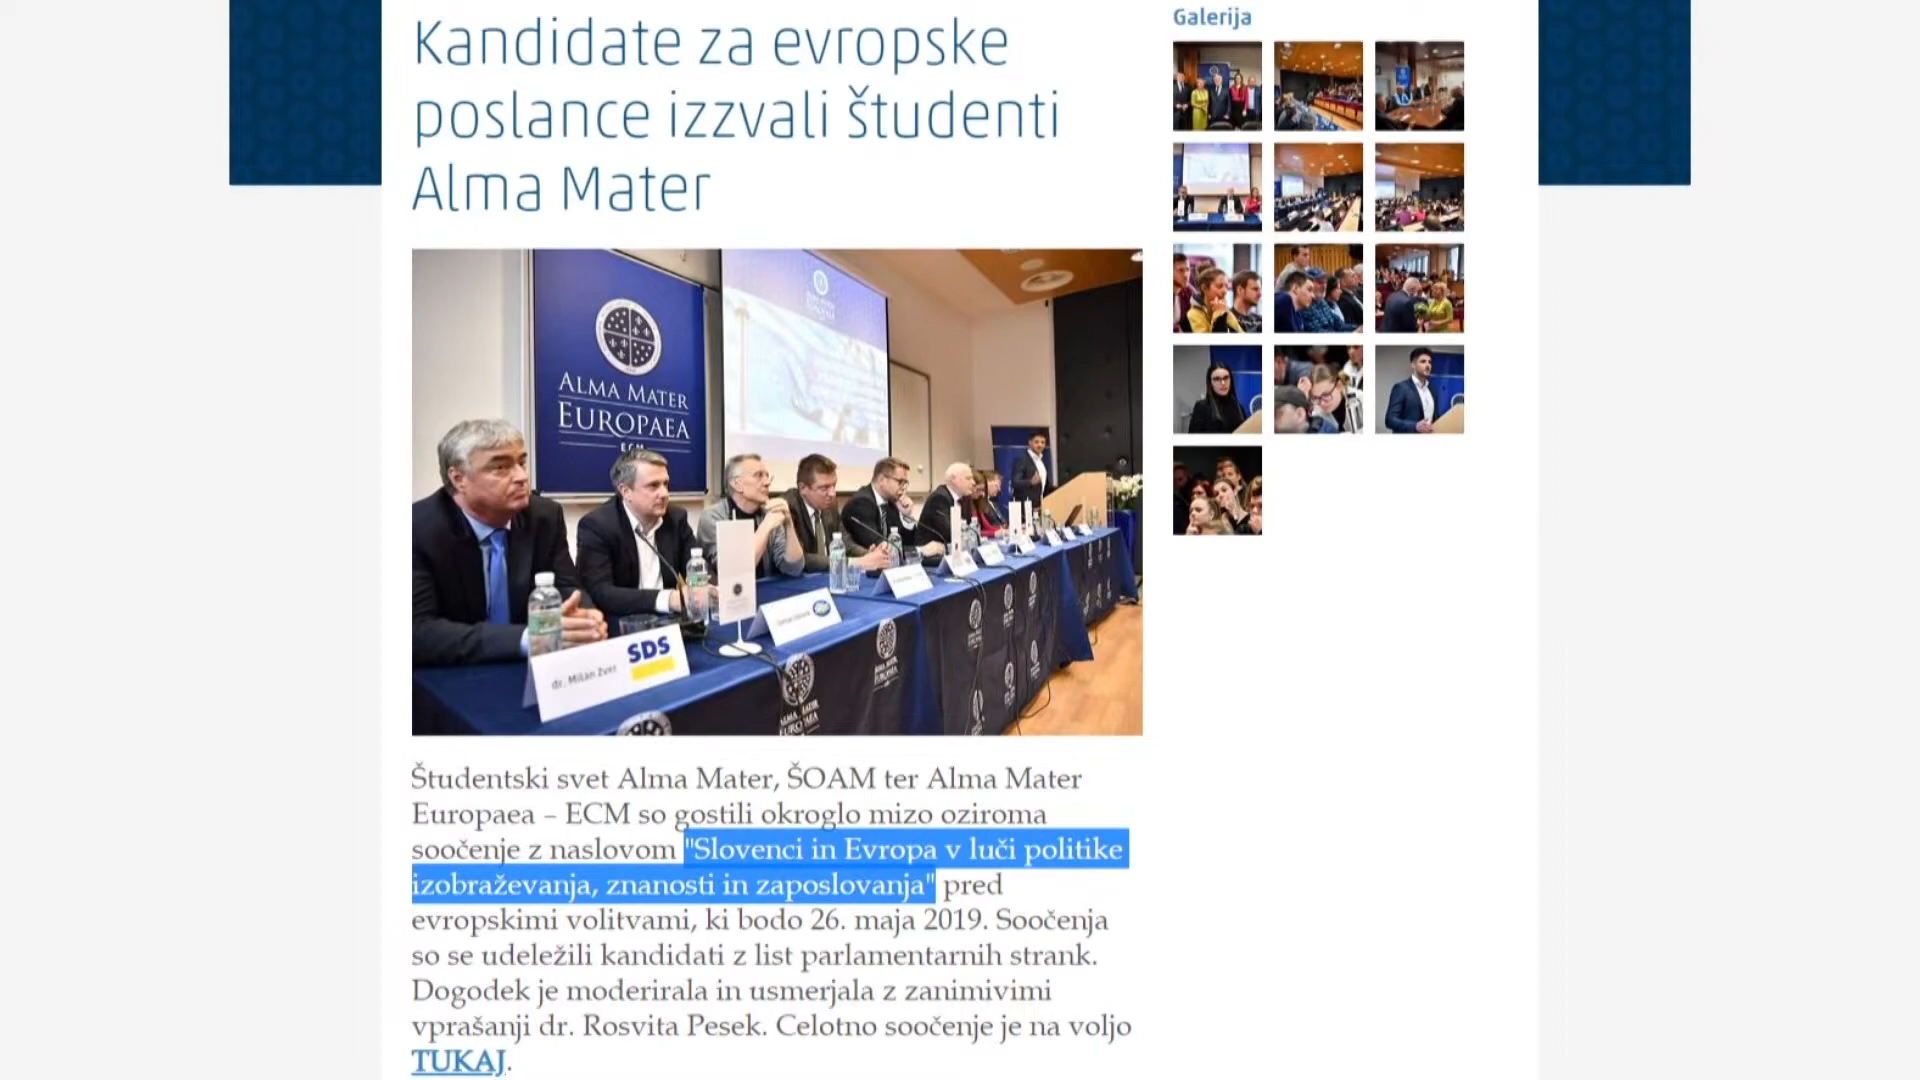 Kandidate za evropske
poslance izzvali študenti
Alma Mater
Galerija
ALMA MATER
EUROPAEA
ECM
dr. Milan Zver
SDS
Študentski svet Alma Mater, ŠOAM ter Alma Mater
Europaea – ECM so gostili okroglo mizo oziroma
soočenje z naslovom "Slovenci in Evropa v luči politike
izobraževanja, znanosti in zaposlovanja" pred
evropskimi volitvami, ki bodo 26. maja 2019. Soočenja
so se udeležili kandidati z list parlamentarnih strank.
Dogodek je moderirala in usmerjala z zanimivimi
vprašanji dr. Rosvita Pesek. Celotno soočenje je na voljo
TUKAJ.